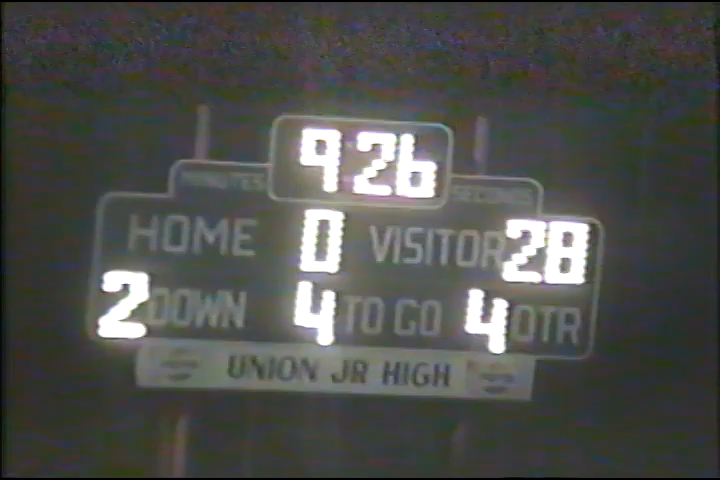 9 26
MINUTES SECONDS
HOME 0 VISITOR 28
2 DOWN 4 TO GO 4 QTR
UNION JR HIGH